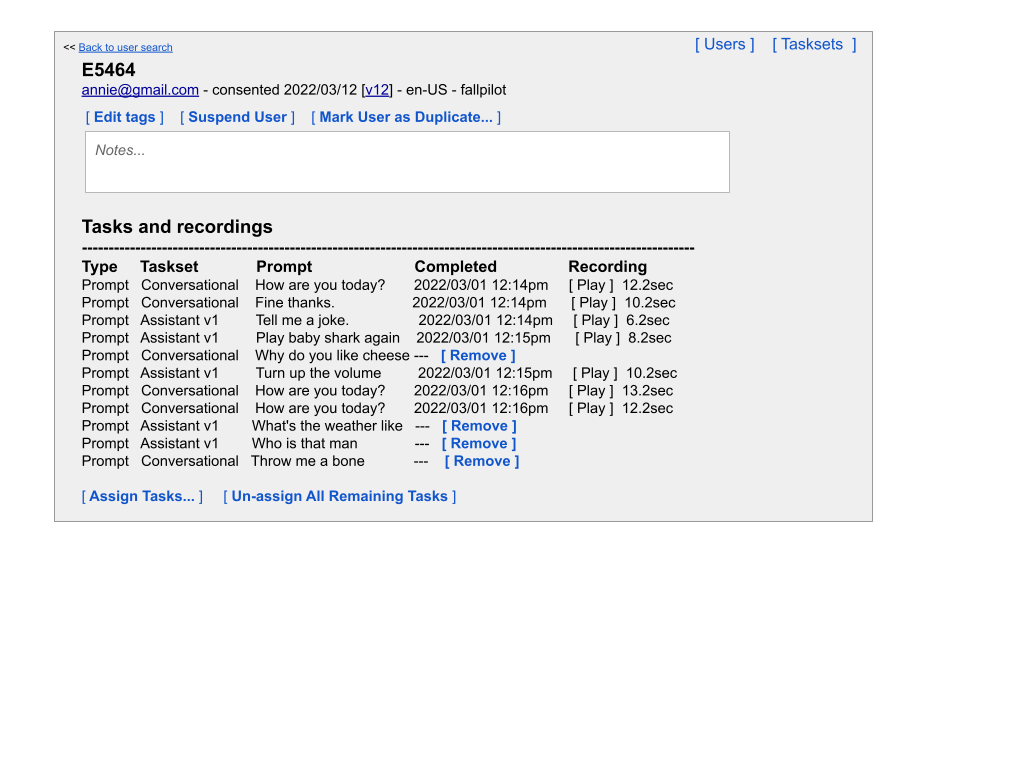 << Back to user search [ Users ] [ Tasksets ]
E5464
annie@gmail.com - consented 2022/03/12 [v12] - en-US - fallpilot
[ Edit tags ] [ Suspend User ] [ Mark User as Duplicate... ]
Notes...
Tasks and recordings
--------------------------------------------------------------------------------------------------------------------
Type Taskset Prompt Completed Recording
Prompt Conversational How are you today? 2022/03/01 12:14pm [ Play ] 12.2sec
Prompt Conversational Fine thanks. 2022/03/01 12:14pm [ Play ] 10.2sec
Prompt Assistant v1 Tell me a joke. 2022/03/01 12:14pm [ Play ] 6.2sec
Prompt Assistant v1 Play baby shark again 2022/03/01 12:15pm [ Play ] 8.2sec
Prompt Conversational Why do you like cheese --- [ Remove ]
Prompt Assistant v1 Turn up the volume 2022/03/01 12:15pm [ Play ] 10.2sec
Prompt Conversational How are you today? 2022/03/01 12:16pm [ Play ] 13.2sec
Prompt Conversational How are you today? 2022/03/01 12:16pm [ Play ] 12.2sec
Prompt Assistant v1 What's the weather like --- [ Remove ]
Prompt Assistant v1 Who is that man --- [ Remove ]
Prompt Conversational Throw me a bone --- [ Remove ]
[ Assign Tasks... ] [ Un-assign All Remaining Tasks ]